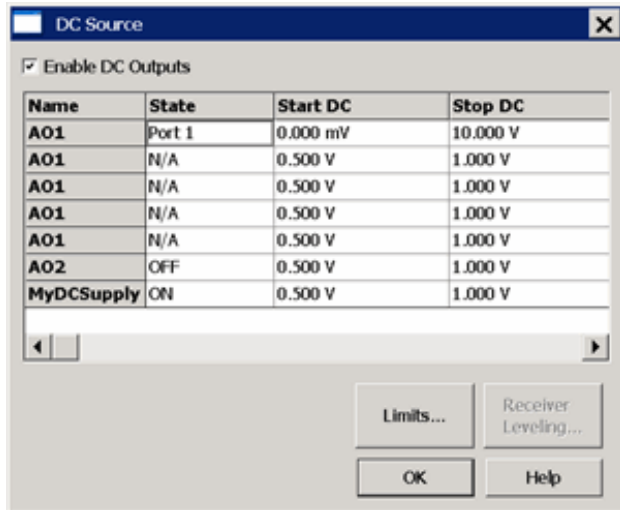 DC Source
Enable DC Outputs
Name State Start DC Stop DC
AO1 Port 1 0.000 mV 10.000 V
AO1 N/A 0.500 V 1.000 V
AO1 N/A 0.500 V 1.000 V
AO1 N/A 0.500 V 1.000 V
AO1 N/A 0.500 V 1.000 V
AO2 OFF 0.500 V 1.000 V
MyDCSupply ON 0.500 V 1.000 V
Limits...
Receiver
Leveling...
OK
Help